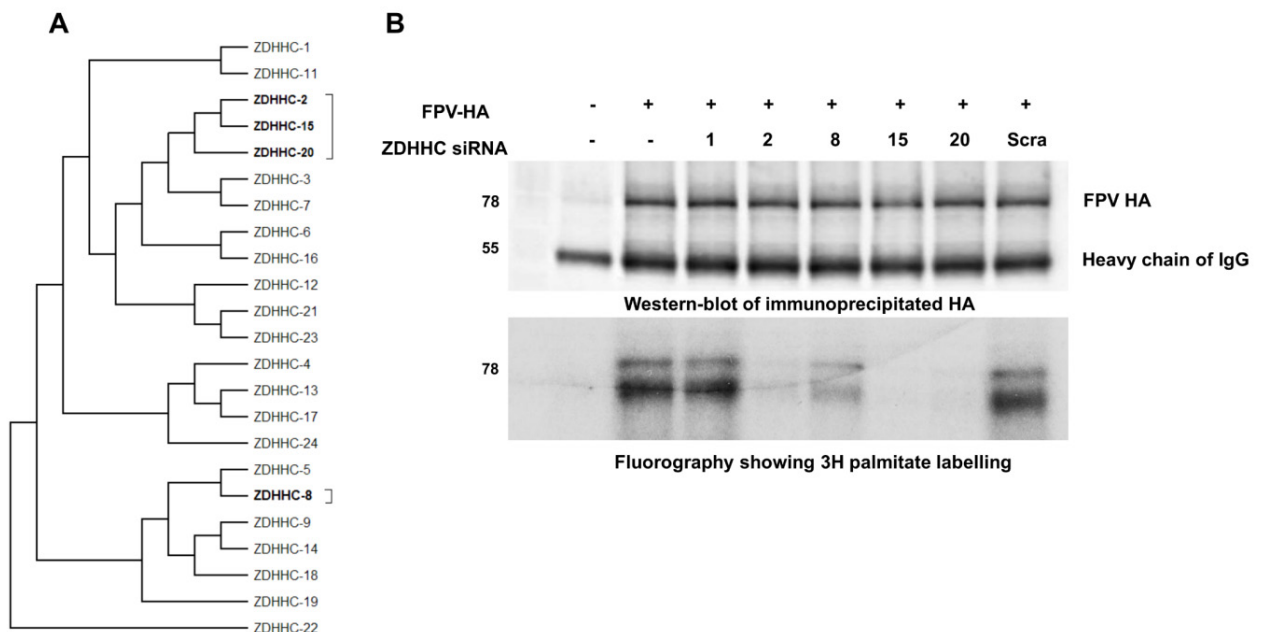 A
ZDHHC-1
ZDHHC-11
ZDHHC-2
ZDHHC-15
ZDHHC-20
ZDHHC-3
ZDHHC-7
ZDHHC-6
ZDHHC-16
ZDHHC-12
ZDHHC-21
ZDHHC-23
ZDHHC-4
ZDHHC-13
ZDHHC-17
ZDHHC-24
ZDHHC-5
ZDHHC-8
ZDHHC-9
ZDHHC-14
ZDHHC-18
ZDHHC-19
ZDHHC-22
B
FPV-HA - + + + + + + +
ZDHHC siRNA - - 1 2 8 15 20 Scra
78 FPV HA
55 Heavy chain of IgG
Western-blot of immunoprecipitated HA
78
Fluorography showing 3H palmitate labelling